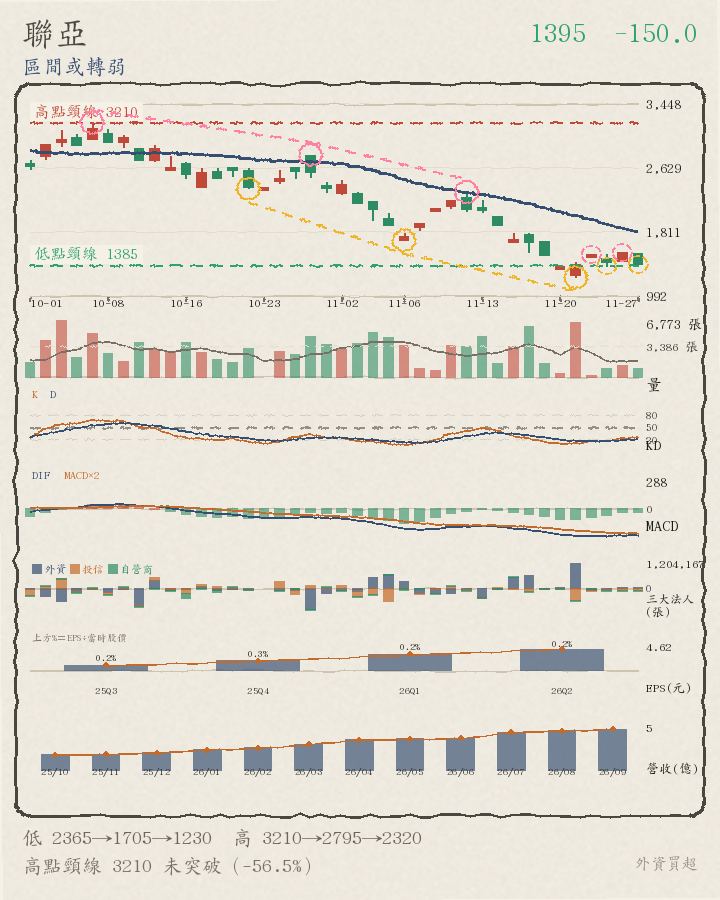 聯亞
1395 -150.0
區間或轉弱
高點頸線 3210
3,448
2,629
1,811
低點頸線 1385
992
10-01 10-08 10-16 10-23 11-02 11-06 11-13 11-20 11-27
6,773 張
3,386 張
量
K D
80
50
20
KD
DIF MACD×2
288
0
MACD
外資 投信 自營商
1,204,167
0
三大法人
(張)
上方%=EPS÷當時股價
0.2% 0.3% 0.2% 0.2%
4.62
25Q3 25Q4 26Q1 26Q2
EPS(元)
5
營收(億)
25/10 25/11 25/12 26/01 26/02 26/03 26/04 26/05 26/06 26/07 26/08 26/09
低 2365→1705→1230 高 3210→2795→2320
高點頸線 3210 未突破 (-56.5%)
外資買超